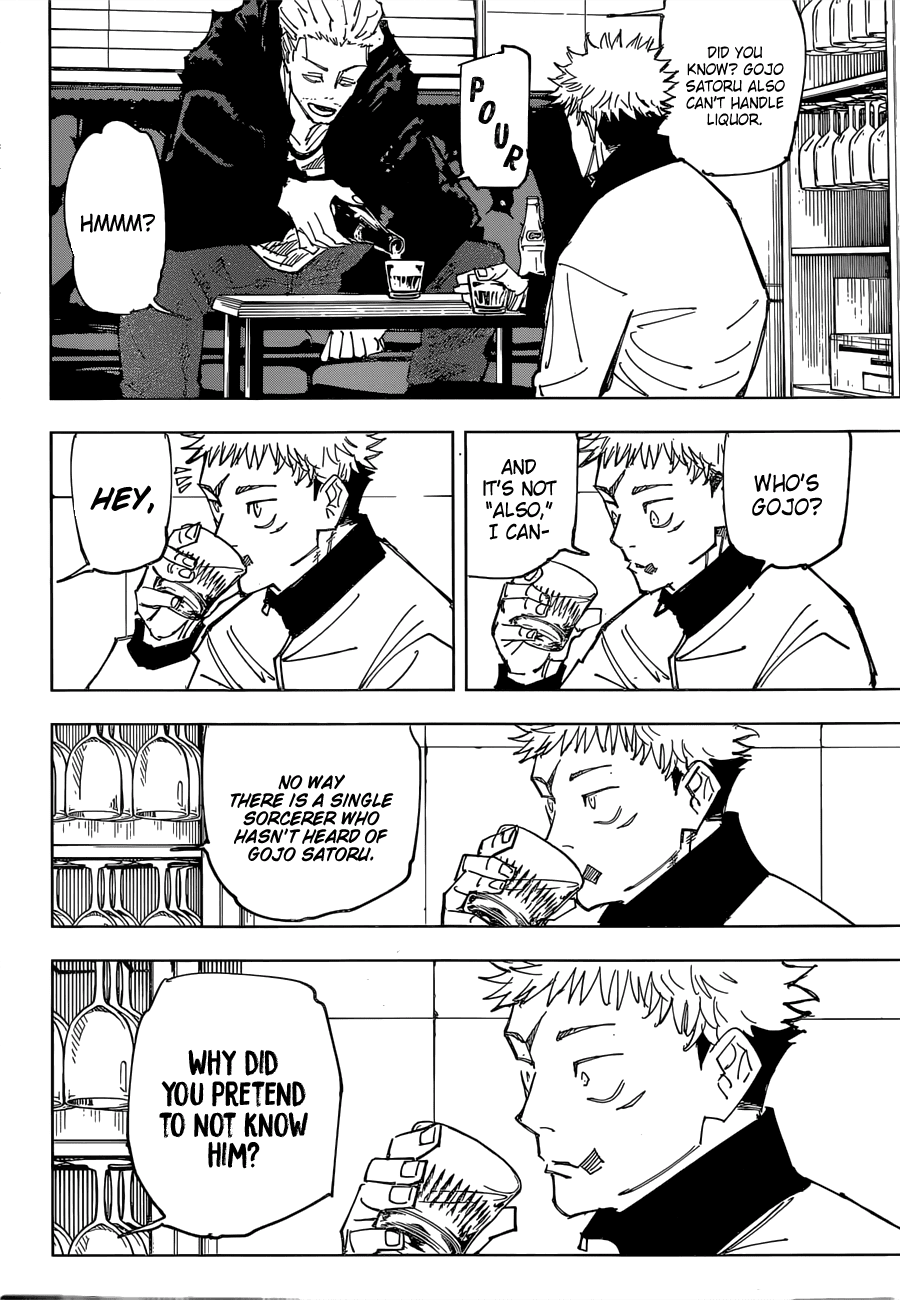 DID YOU
KNOW? GOJO
SATORU ALSO
CAN'T HANDLE
LIQUOR.
POUR
HMMM?
WHO'S
GOJO?
AND
IT'S NOT
"ALSO,"
I CAN-
HEY,
NO WAY
THERE IS A SINGLE
SORCERER WHO
HASN'T HEARD OF
GOJO SATORU.
WHY DID
YOU PRETEND
TO NOT KNOW
HIM?